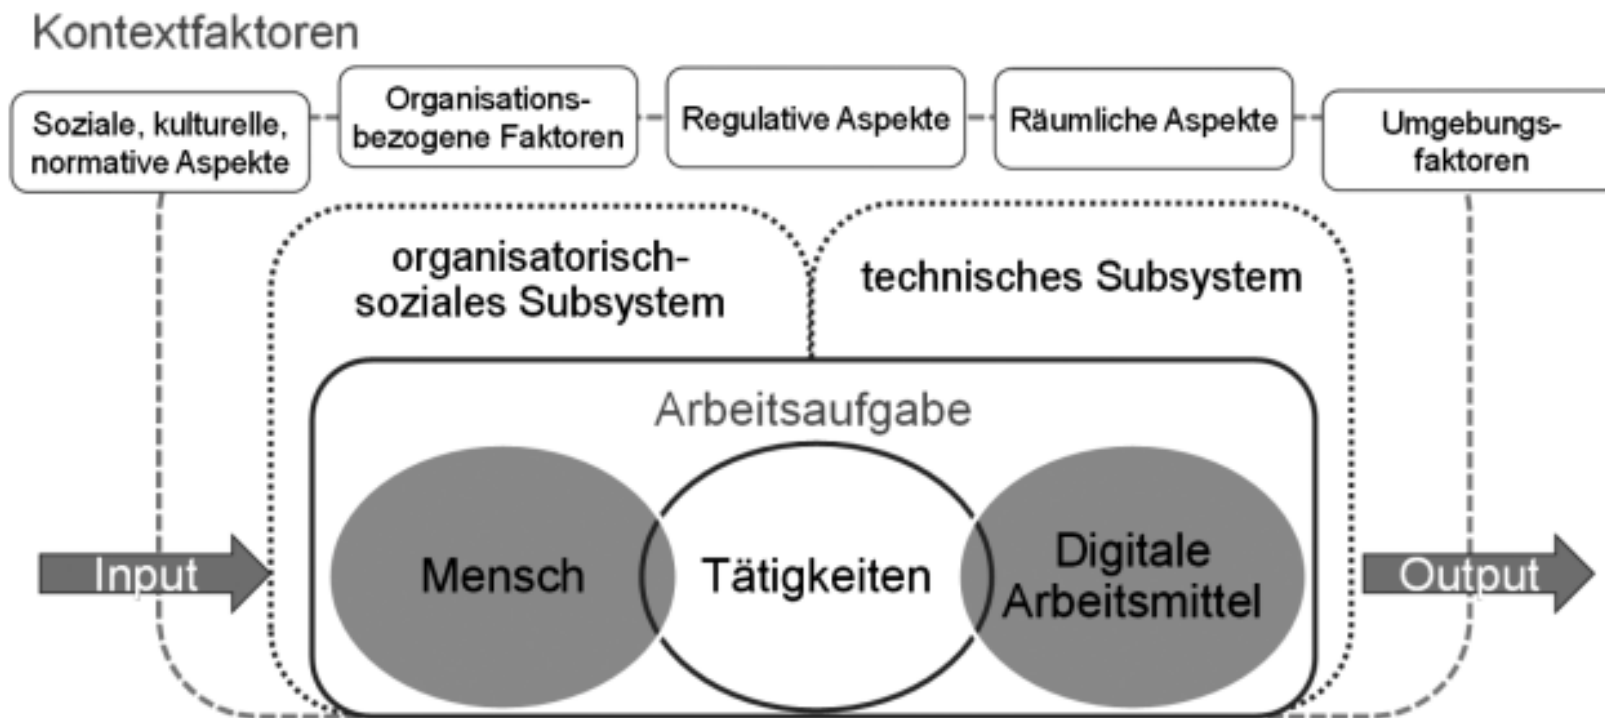 Kontextfaktoren
Soziale, kulturelle,
normative Aspekte
Organisations-
bezogene Faktoren
Regulative Aspekte
Räumliche Aspekte
Umgebungs-
faktoren
organisatorisch-
soziales Subsystem
technisches Subsystem
Arbeitsaufgabe
Input
Mensch
Tätigkeiten
Digitale
Arbeitsmittel
Output